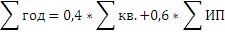 ∑ год = 0,4 * ∑ кв. +0,6 * ∑ ИП